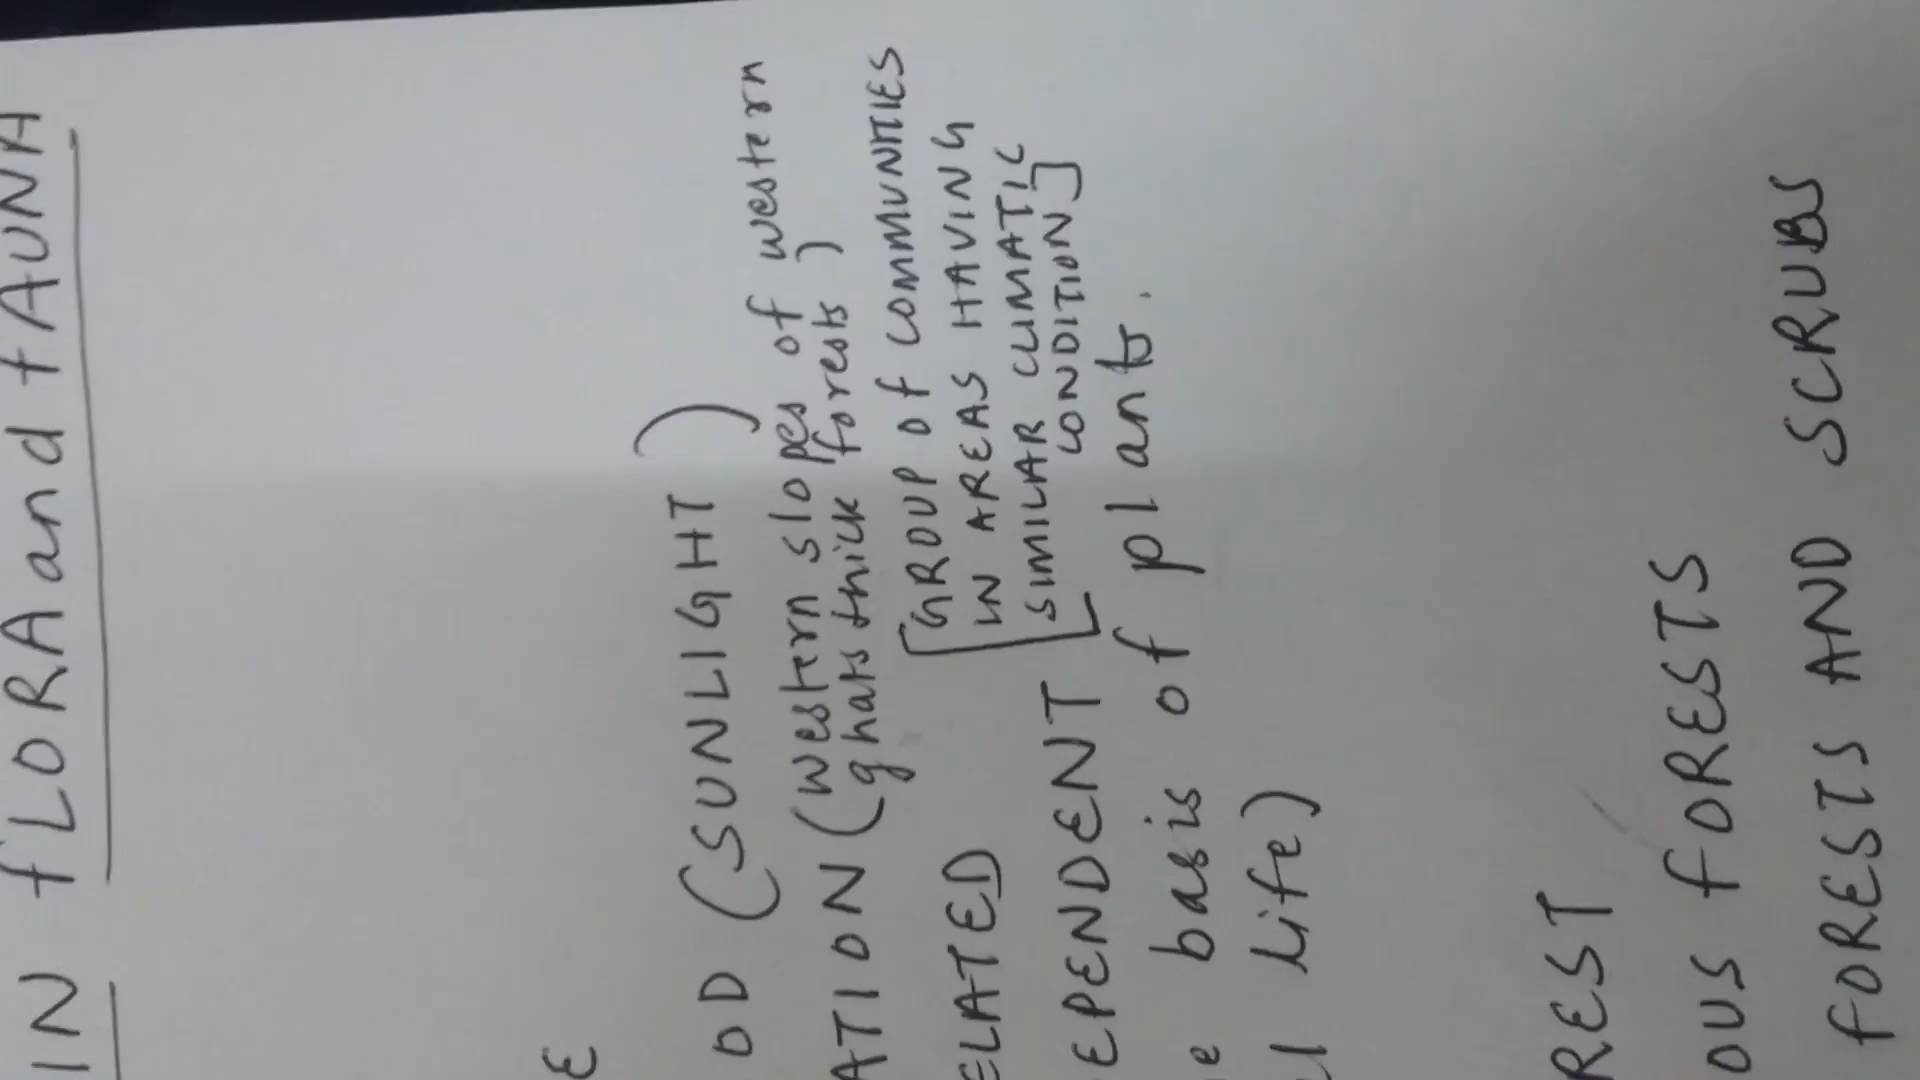 IN fLORA and fAUNA
E
OD (SUNLIGHT)
ATION (western slopes of western
ghats thick forests)
ELATED
[GROUP Of COMMUNITIES
IN AREAS HAVING
SIMILAR CLIMATIC
CONDITION]
EPENDENT
e basis of plants.
l life)
REST
OUS fORESTS
fORESTS AND SCRUBS